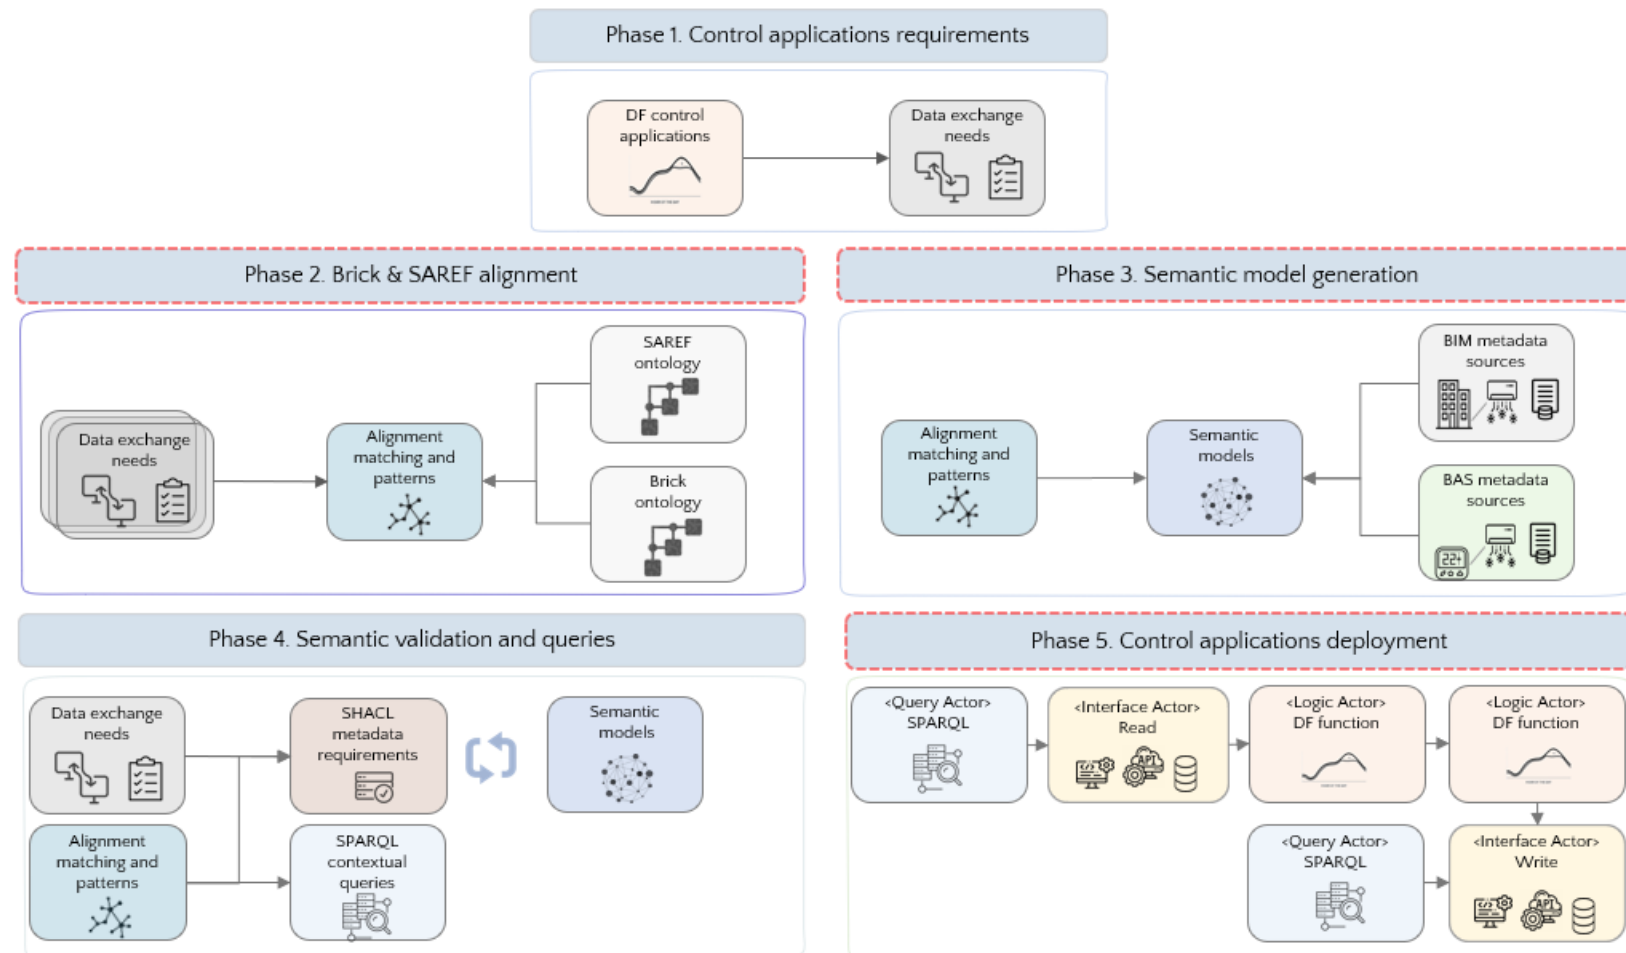 Phase 1. Control applications requirements
DF control
applications
Data exchange
needs
Phase 2. Brick & SAREF alignment
Data exchange
needs
Alignment
matching and
patterns
SAREF
ontology
Brick
ontology
Phase 3. Semantic model generation
Alignment
matching and
patterns
Semantic
models
BIM metadata
sources
BAS metadata
sources
22+
Phase 4. Semantic validation and queries
Data exchange
needs
Alignment
matching and
patterns
SHACL
metadata
requirements
SPARQL
contextual
queries
Semantic
models
Phase 5. Control applications deployment
<Query Actor>
SPARQL
<Interface Actor>
Read
API
<Logic Actor>
DF function
<Logic Actor>
DF function
<Query Actor>
SPARQL
<Interface Actor>
Write
API